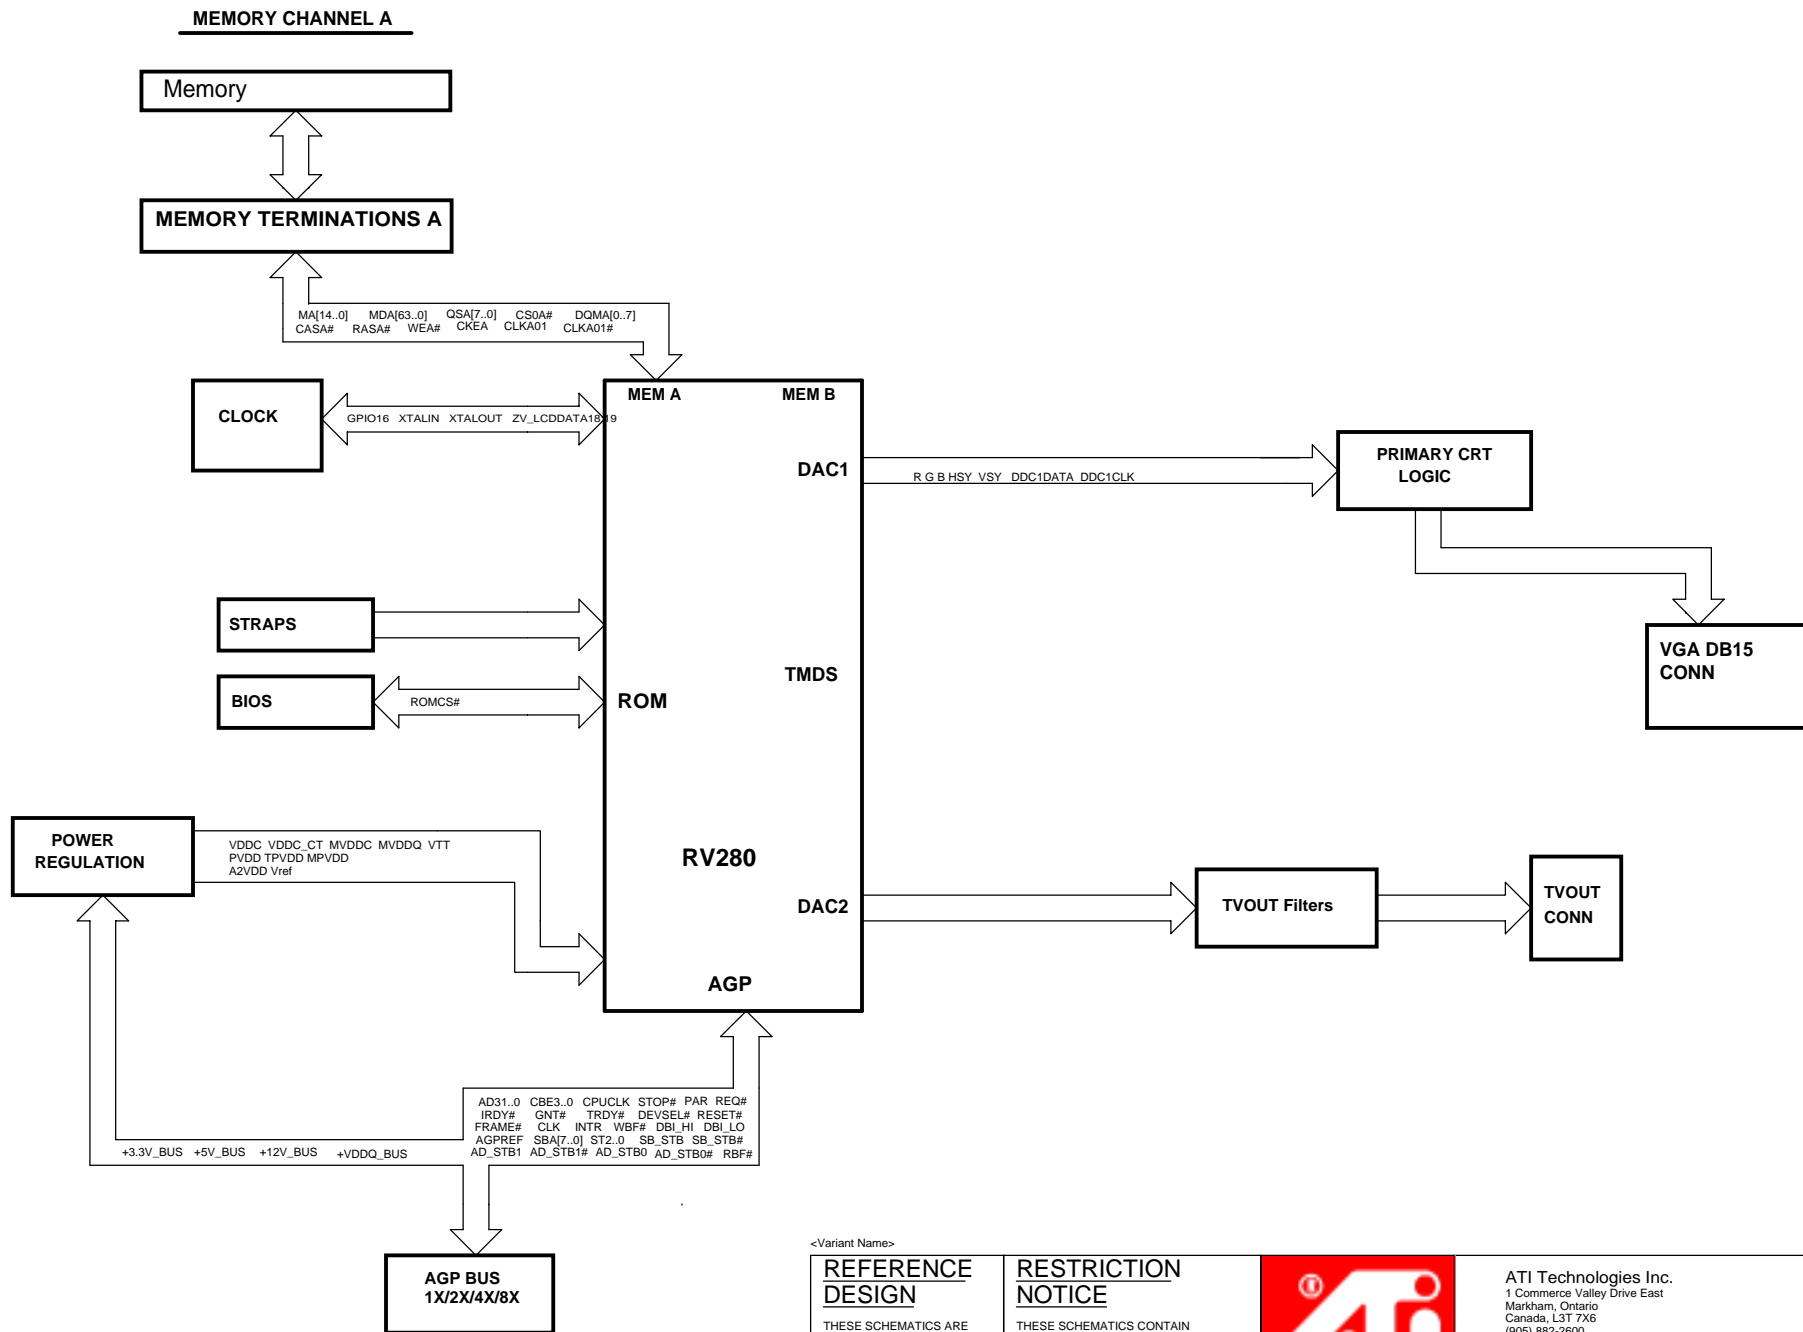 MEMORY CHANNEL A
Memory
MEMORY TERMINATIONS A
MA[14..0] MDA[63..0] QSA[7..0] CS0A# DQMA[0..7]
CASA# RASA# WEA# CKEA CLKA01 CLKA01#
MEM A
MEM B
CLOCK
GPIO16 XTALIN XTALOUT ZV_LCDDATA18,19
DAC1
R G B HSY VSY DDC1DATA DDC1CLK
PRIMARY CRT
LOGIC
STRAPS
VGA DB15
CONN
TMDS
BIOS
ROMCS#
ROM
POWER
REGULATION
VDDC VDDC_CT MVDDC MVDDQ VTT
PVDD TPVDD MPVDD
A2VDD Vref
RV280
DAC2
TVOUT Filters
TVOUT
CONN
AGP
AD31..0 CBE3..0 CPUCLK STOP# PAR REQ#
IRDY# GNT# TRDY# DEVSEL# RESET#
FRAME# CLK INTR WBF# DBI_HI DBI_LO
AGPREF SBA[7..0] ST2..0 SB_STB SB_STB#
AD_STB1 AD_STB1# AD_STB0 AD_STB0# RBF#
+3.3V_BUS +5V_BUS +12V_BUS +VDDQ_BUS
AGP BUS
1X/2X/4X/8X
<Variant Name>
REFERENCE
DESIGN
THESE SCHEMATICS ARE
RESTRICTION
NOTICE
THESE SCHEMATICS CONTAIN
®
ATi
ATI Technologies Inc.
1 Commerce Valley Drive East
Markham, Ontario
Canada, L3T 7X6
(905) 882-2600